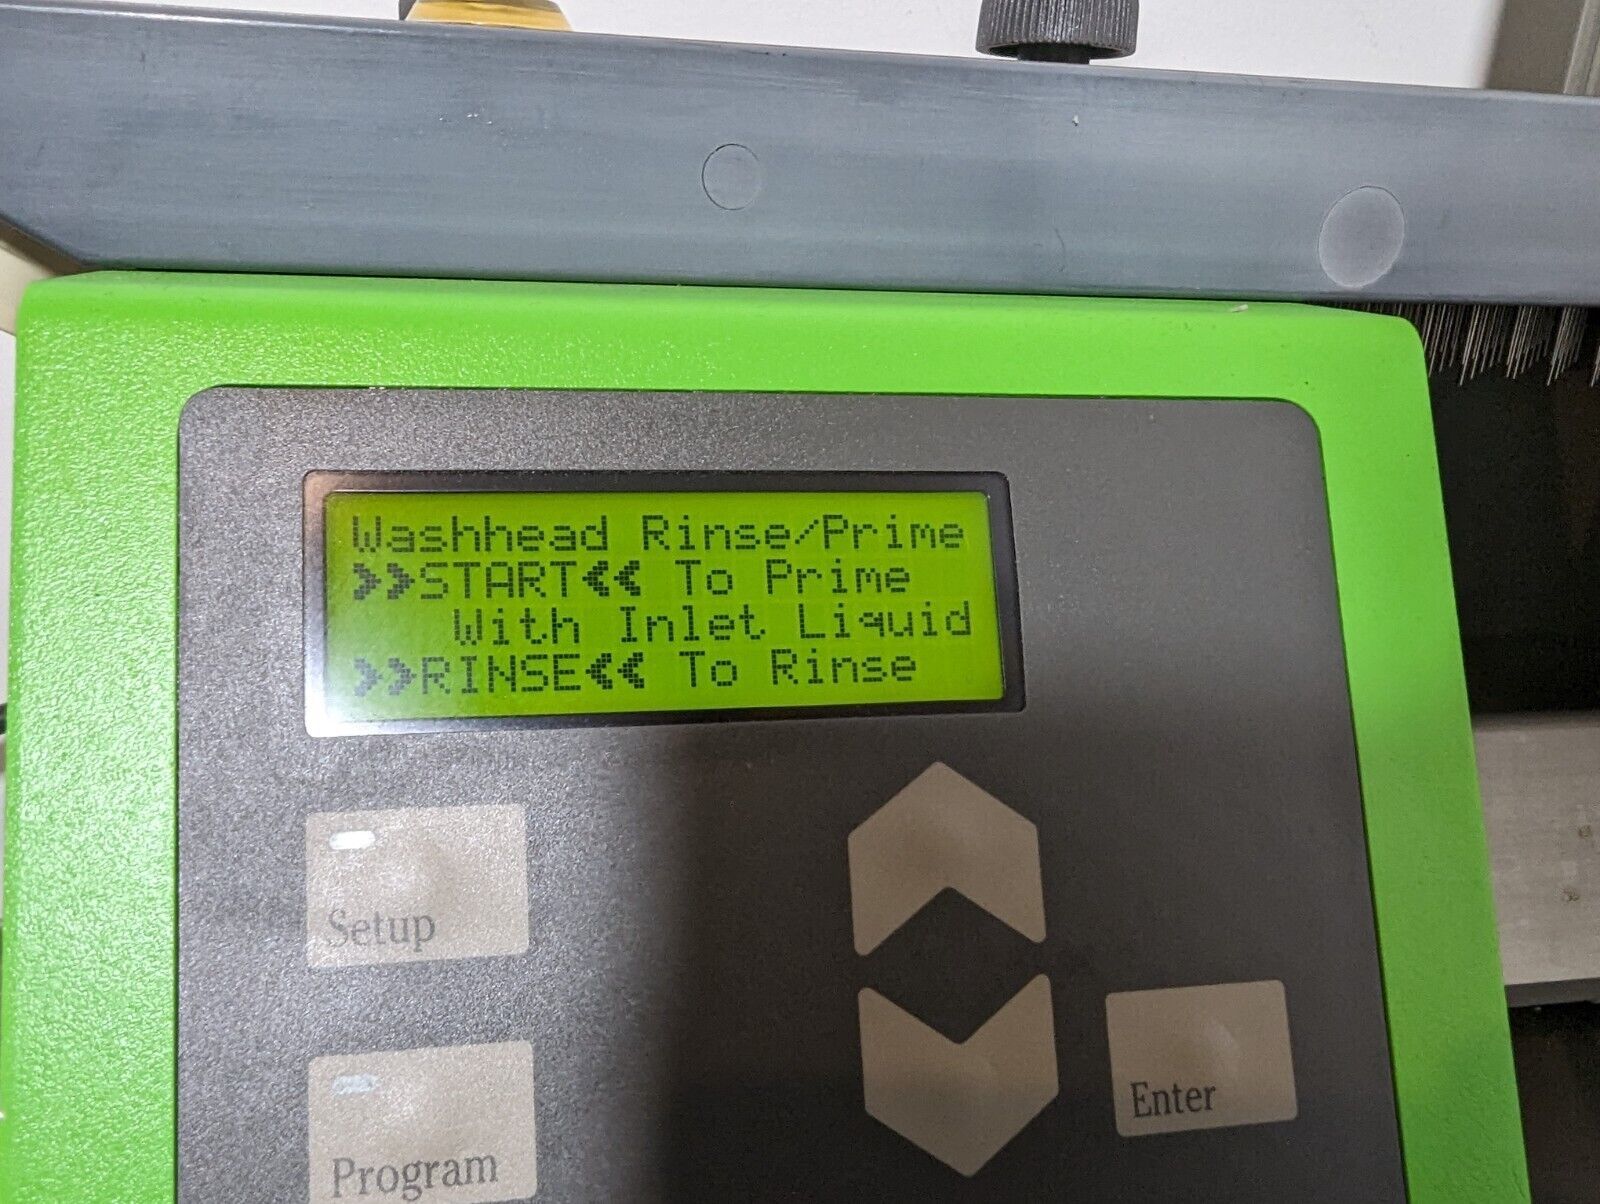 Washhead Rinse/Prime
»»START«« To Prime
With Inlet Liquid
»»RINSE«« To Rinse
Setup
Enter
Program